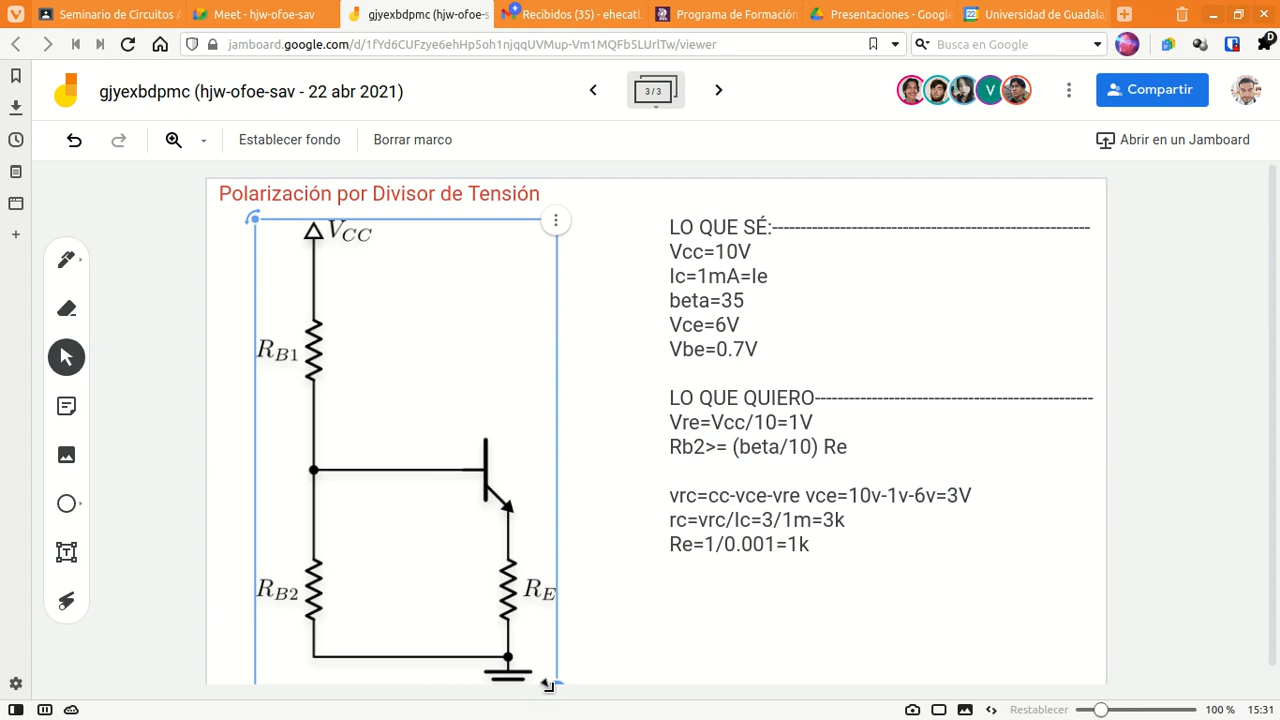 Seminario de Circuitos
Meet - hjw-ofoe-sav
gjyexbdpmc (hjw-ofoe-s
Recibidos (35) - ehecatl.
Programa de Formación
Presentaciones - Google
22
Universidad de Guadala
jamboard.google.com/d/1fYd6CUF2se6ehHp5oh1njqqUVMup-Vm1MQFb5LUrlTw/viewer
Busca en Google
gjyexbdpmc (hjw-ofoe-sav - 22 abr 2021)
3 / 3
V
Compartir
Establecer fondo
Borrar marco
Abrir en un Jamboard
Polarización por Divisor de Tensión
VCC
RB1
RB2
RE
LO QUE SÉ:-----------------------------------------------------
Vcc=10V
Ic=1mA=Ie
beta=35
Vce=6V
Vbe=0.7V
LO QUE QUIERO----------------------------------------------
Vre=Vcc/10=1V
Rb2>= (beta/10) Re
vrc=cc-vce-vre vce=10v-1v-6v=3V
rc=vrc/Ic=3/1m=3k
Re=1/0.001=1k
Restablecer
100 %
15:31